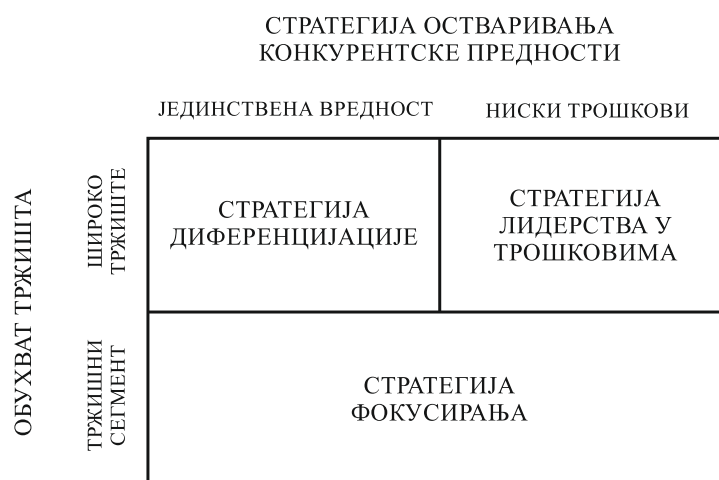 СТРАТЕГИЈА ОСТВАРИВАЊА
КОНКУРЕНТСКЕ ПРЕДНОСТИ
ЈЕДИНСТВЕНА ВРЕДНОСТ
НИСКИ ТРОШКОВИ
ОБУХВАТ ТРЖИШТА
ШИРОКО
ТРЖИШТЕ
СТРАТЕГИЈА
ДИФЕРЕНЦИЈАЦИЈЕ
СТРАТЕГИЈА
ЛИДЕРСТВА У
ТРОШКОВИМА
ТРЖИШНИ
СЕГМЕНТ
СТРАТЕГИЈА
ФОКУСИРАЊА